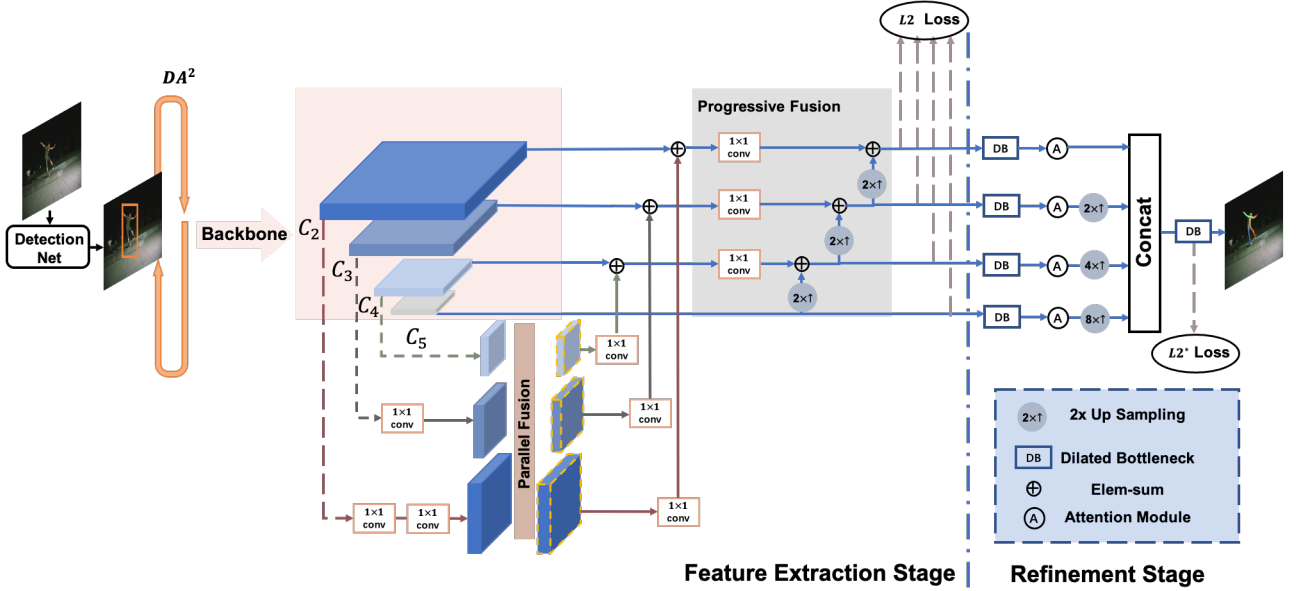 L2 Loss
DA²
Progressive Fusion
1×1
conv
DB
A
2×↑
1×1
conv
DB
A
2×↑
Detection
Net
Backbone
C₂
C₃
C₄
C₅
2×↑
1×1
conv
2×↑
DB
A
4×↑
DB
A
8×↑
Concat
DB
L2* Loss
1×1
conv
1×1
conv
1×1
conv
Parallel Fusion
1×1
conv
1×1
conv
1×1
conv
2×↑ 2x Up Sampling
DB Dilated Bottleneck
⊕ Elem-sum
A Attention Module
Feature Extraction Stage
Refinement Stage